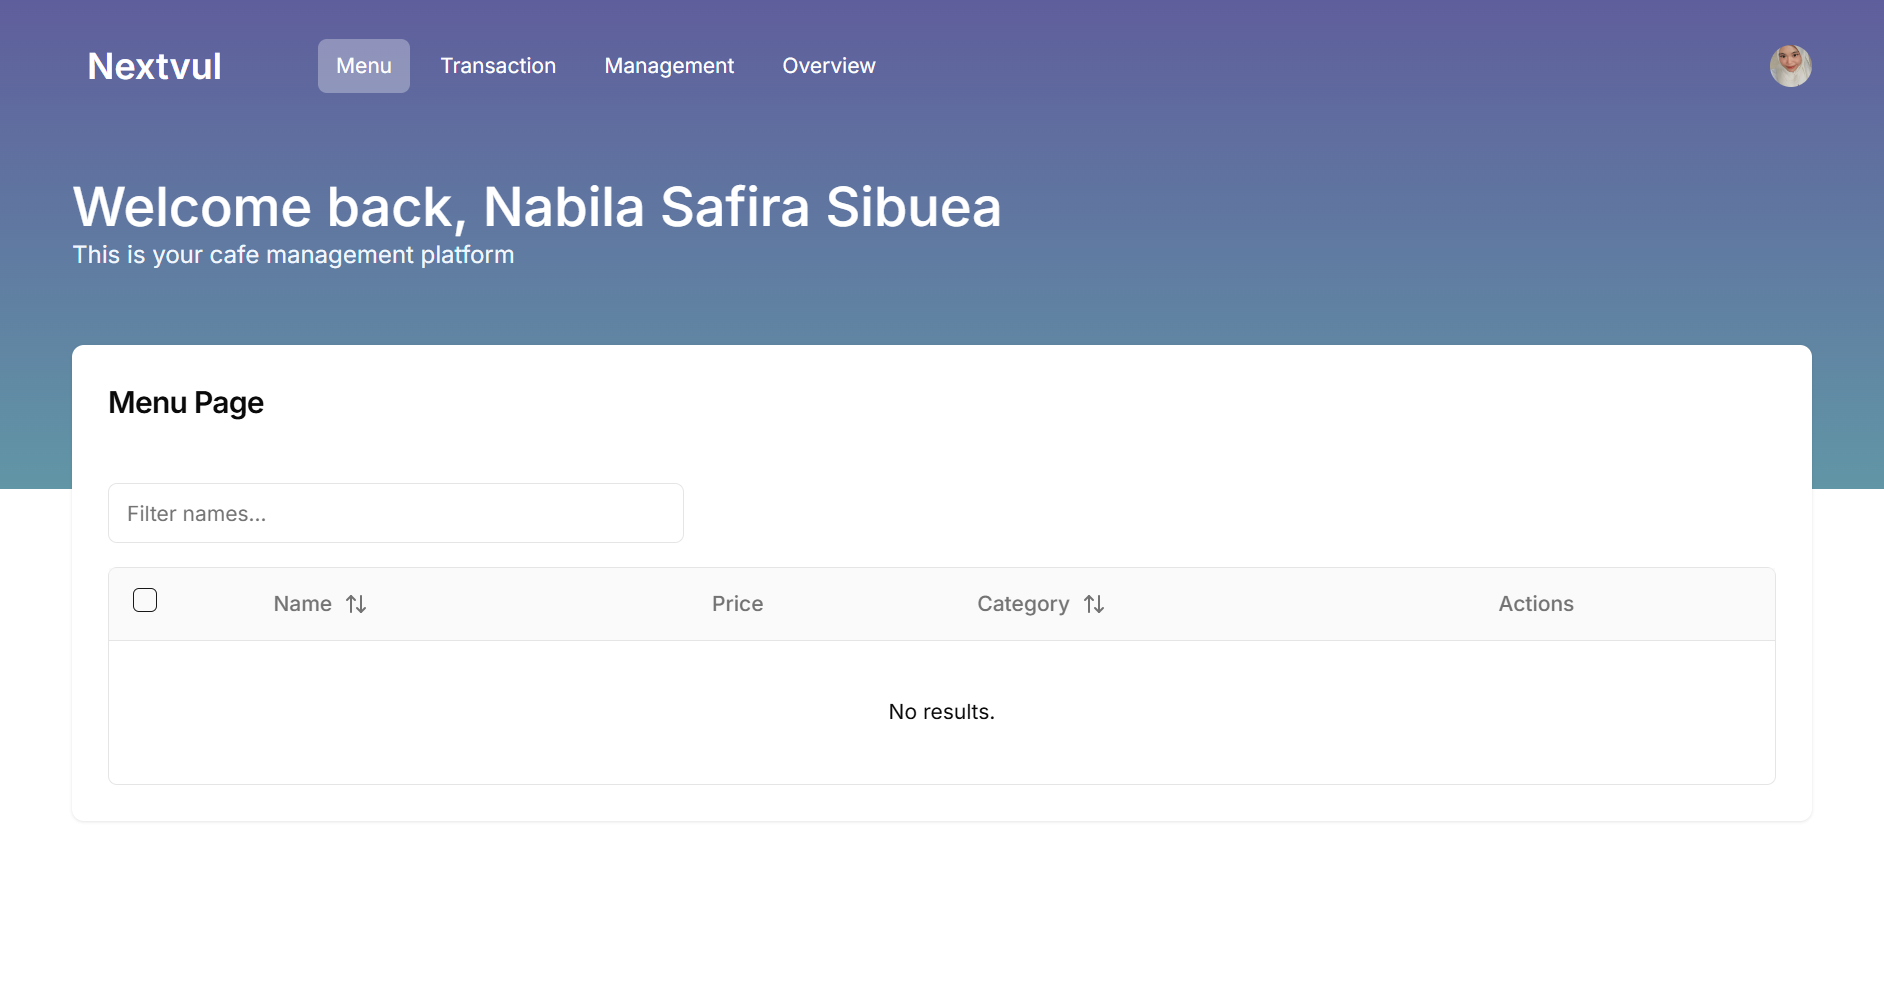 Nextvul Menu Transaction Management Overview
Welcome back, Nabila Safira Sibuea
This is your cafe management platform
Menu Page
Filter names...
Name Price Category Actions
No results.